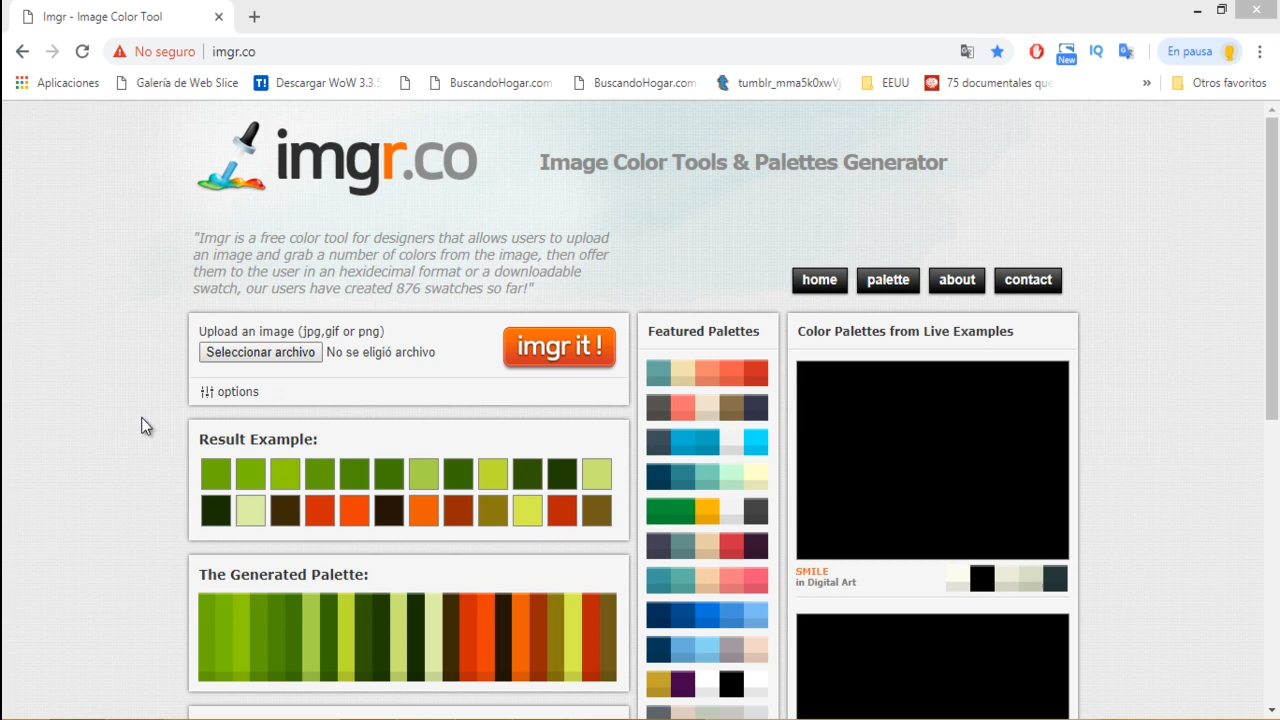 Imgr - Image Color Tool
No seguro
imgr.co
New
IQ
En pausa
Aplicaciones
Galería de Web Slice
T!
Descargar WoW 3.3.5
BuscandoHogar.com
BuscandoHogar.com
tumblr_mma5k0xwVj
EEUU
75 documentales que
»
Otros favoritos
imgr.co
Image Color Tools & Palettes Generator
"Imgr is a free color tool for designers that allows users to upload
an image and grab a number of colors from the image, then offer
them to the user in an hexidecimal format or a downloadable
swatch, our users have created 876 swatches so far!"
home
palette
about
contact
Upload an image (jpg,gif or png)
Seleccionar archivo
No se eligió archivo
imgr it !
options
Result Example:
The Generated Palette:
Featured Palettes
Color Palettes from Live Examples
SMILE
in Digital Art